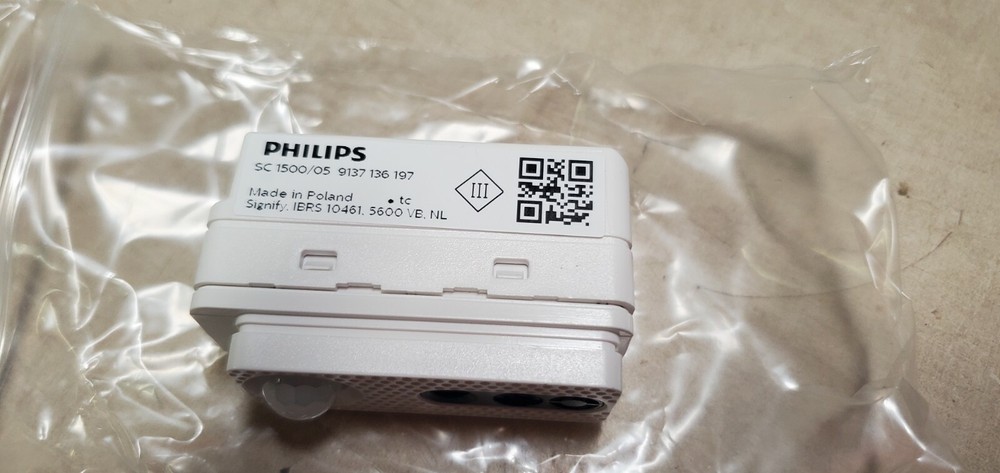 PHILIPS
SC 1500/05 9137 136 197
III
Made in Poland • tc
Signify, IBRS 10461, 5600 VB, NL